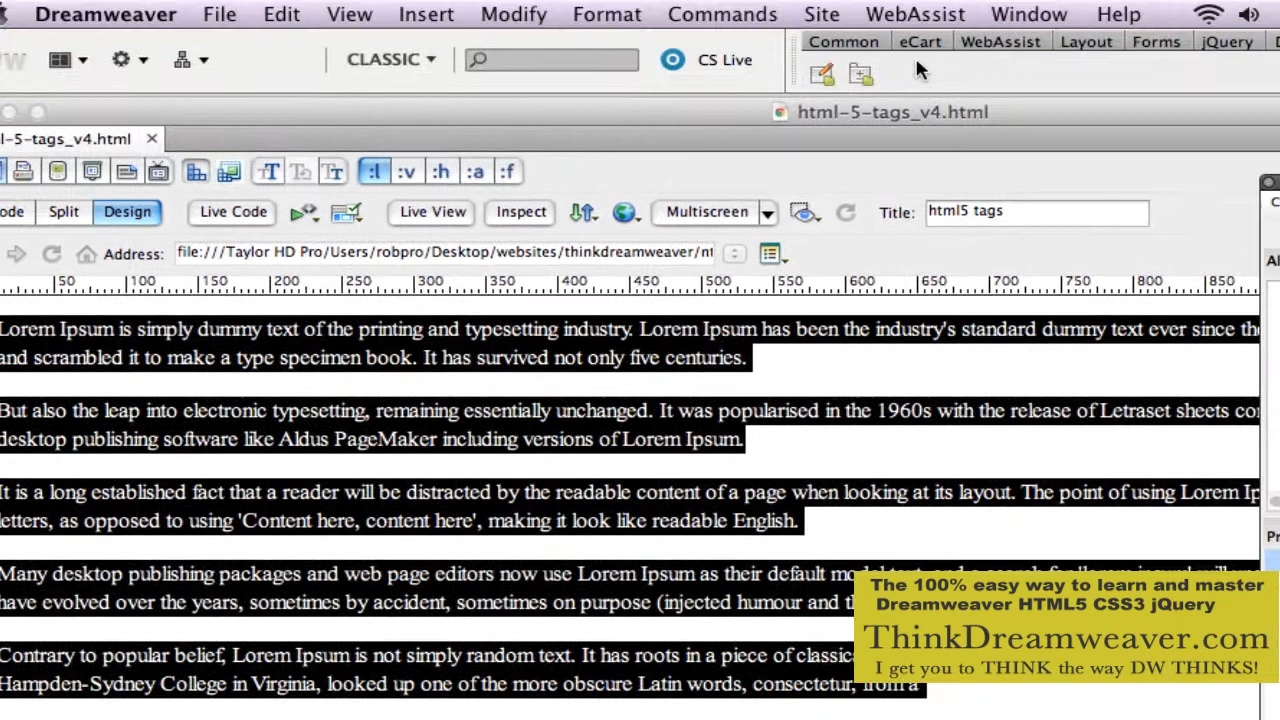 Dreamweaver File Edit View Insert Modify Format Commands Site WebAssist Window Help
CLASSIC CS Live
Common eCart WebAssist Layout Forms jQuery
html-5-tags_v4.html
l-5-tags_v4.html
:l :v :h :a :f
ode Split Design Live Code Live View Inspect Multiscreen Title: html5 tags
Address: file:///Taylor HD Pro/Users/robpro/Desktop/websites/thinkdreamweaver/nt
50 100 150 200 250 300 350 400 450 500 550 600 650 700 750 800 850
Lorem Ipsum is simply dummy text of the printing and typesetting industry. Lorem Ipsum has been the industry's standard dummy text ever since the
and scrambled it to make a type specimen book. It has survived not only five centuries.
But also the leap into electronic typesetting, remaining essentially unchanged. It was popularised in the 1960s with the release of Letraset sheets co
desktop publishing software like Aldus PageMaker including versions of Lorem Ipsum.
It is a long established fact that a reader will be distracted by the readable content of a page when looking at its layout. The point of using Lorem Ip
letters, as opposed to using 'Content here, content here', making it look like readable English.
Many desktop publishing packages and web page editors now use Lorem Ipsum as their default
have evolved over the years, sometimes by accident, sometimes on purpose (injected humour and th
Contrary to popular belief, Lorem Ipsum is not simply random text. It has roots in a piece of classica
Hampden-Sydney College in Virginia, looked up one of the more obscure Latin words, consectetur, from a
The 100% easy way to learn and master
Dreamweaver HTML5 CSS3 jQuery
ThinkDreamweaver.com
I get you to THINK the way DW THINKS!